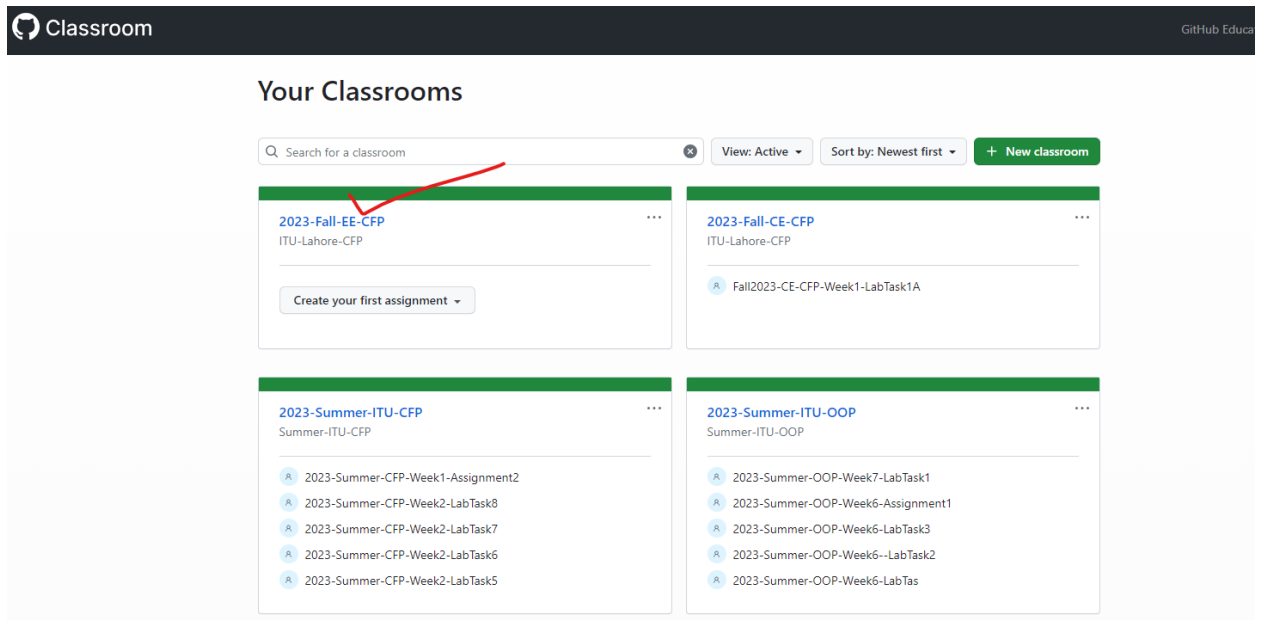 Classroom
GitHub Educa
Your Classrooms
Search for a classroom
View: Active
Sort by: Newest first
+ New classroom
2023-Fall-EE-CFP
ITU-Lahore-CFP
Create your first assignment
2023-Fall-CE-CFP
ITU-Lahore-CFP
Fall2023-CE-CFP-Week1-LabTask1A
2023-Summer-ITU-CFP
Summer-ITU-CFP
2023-Summer-CFP-Week1-Assignment2
2023-Summer-CFP-Week2-LabTask8
2023-Summer-CFP-Week2-LabTask7
2023-Summer-CFP-Week2-LabTask6
2023-Summer-CFP-Week2-LabTask5
2023-Summer-ITU-OOP
Summer-ITU-OOP
2023-Summer-OOP-Week7-LabTask1
2023-Summer-OOP-Week6-Assignment1
2023-Summer-OOP-Week6-LabTask3
2023-Summer-OOP-Week6--LabTask2
2023-Summer-OOP-Week6-LabTas